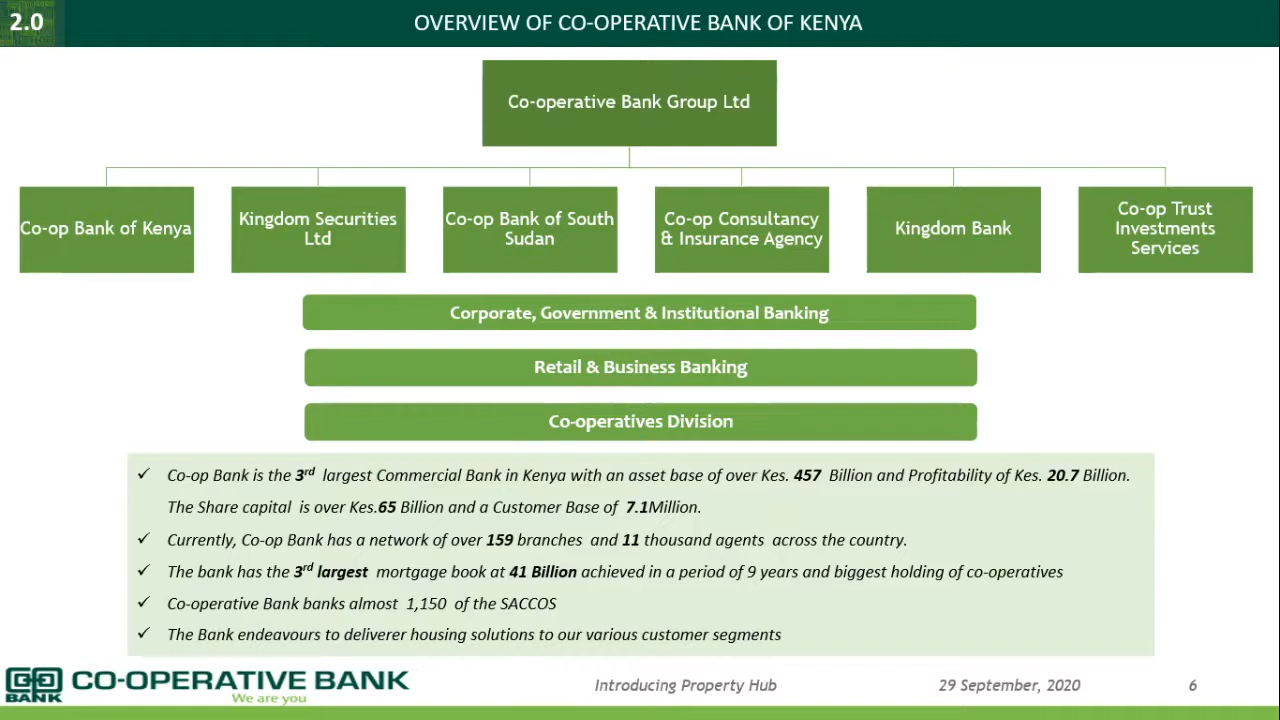 2.0
OVERVIEW OF CO-OPERATIVE BANK OF KENYA
Co-operative Bank Group Ltd
Co-op Bank of Kenya
Kingdom Securities
Ltd
Co-op Bank of South
Sudan
Co-op Consultancy
& Insurance Agency
Kingdom Bank
Co-op Trust
Investments
Services
Corporate, Government & Institutional Banking
Retail & Business Banking
Co-operatives Division
✓ Co-op Bank is the 3rd largest Commercial Bank in Kenya with an asset base of over Kes. 457 Billion and Profitability of Kes. 20.7 Billion.
The Share capital is over Kes.65 Billion and a Customer Base of 7.1Million.
✓ Currently, Co-op Bank has a network of over 159 branches and 11 thousand agents across the country.
✓ The bank has the 3rd largest mortgage book at 41 Billion achieved in a period of 9 years and biggest holding of co-operatives
✓ Co-operative Bank banks almost 1,150 of the SACCOS
✓ The Bank endeavours to deliverer housing solutions to our various customer segments
BANK
CO-OPERATIVE BANK
We are you
Introducing Property Hub
29 September, 2020
6